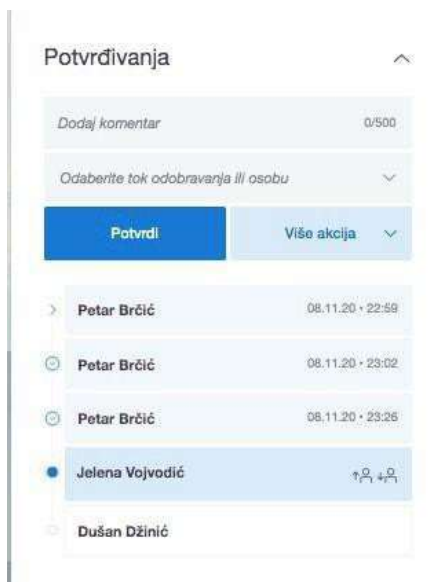 Potvrđivanja
Dodaj komentar 0/500
Odaberite tok odobravanja ili osobu
Potvrdi Više akcija
Petar Brčić 08.11.20 • 22:59
Petar Brčić 08.11.20 • 23:02
Petar Brčić 08.11.20 • 23:26
Jelena Vojvodić
Dušan Džinić